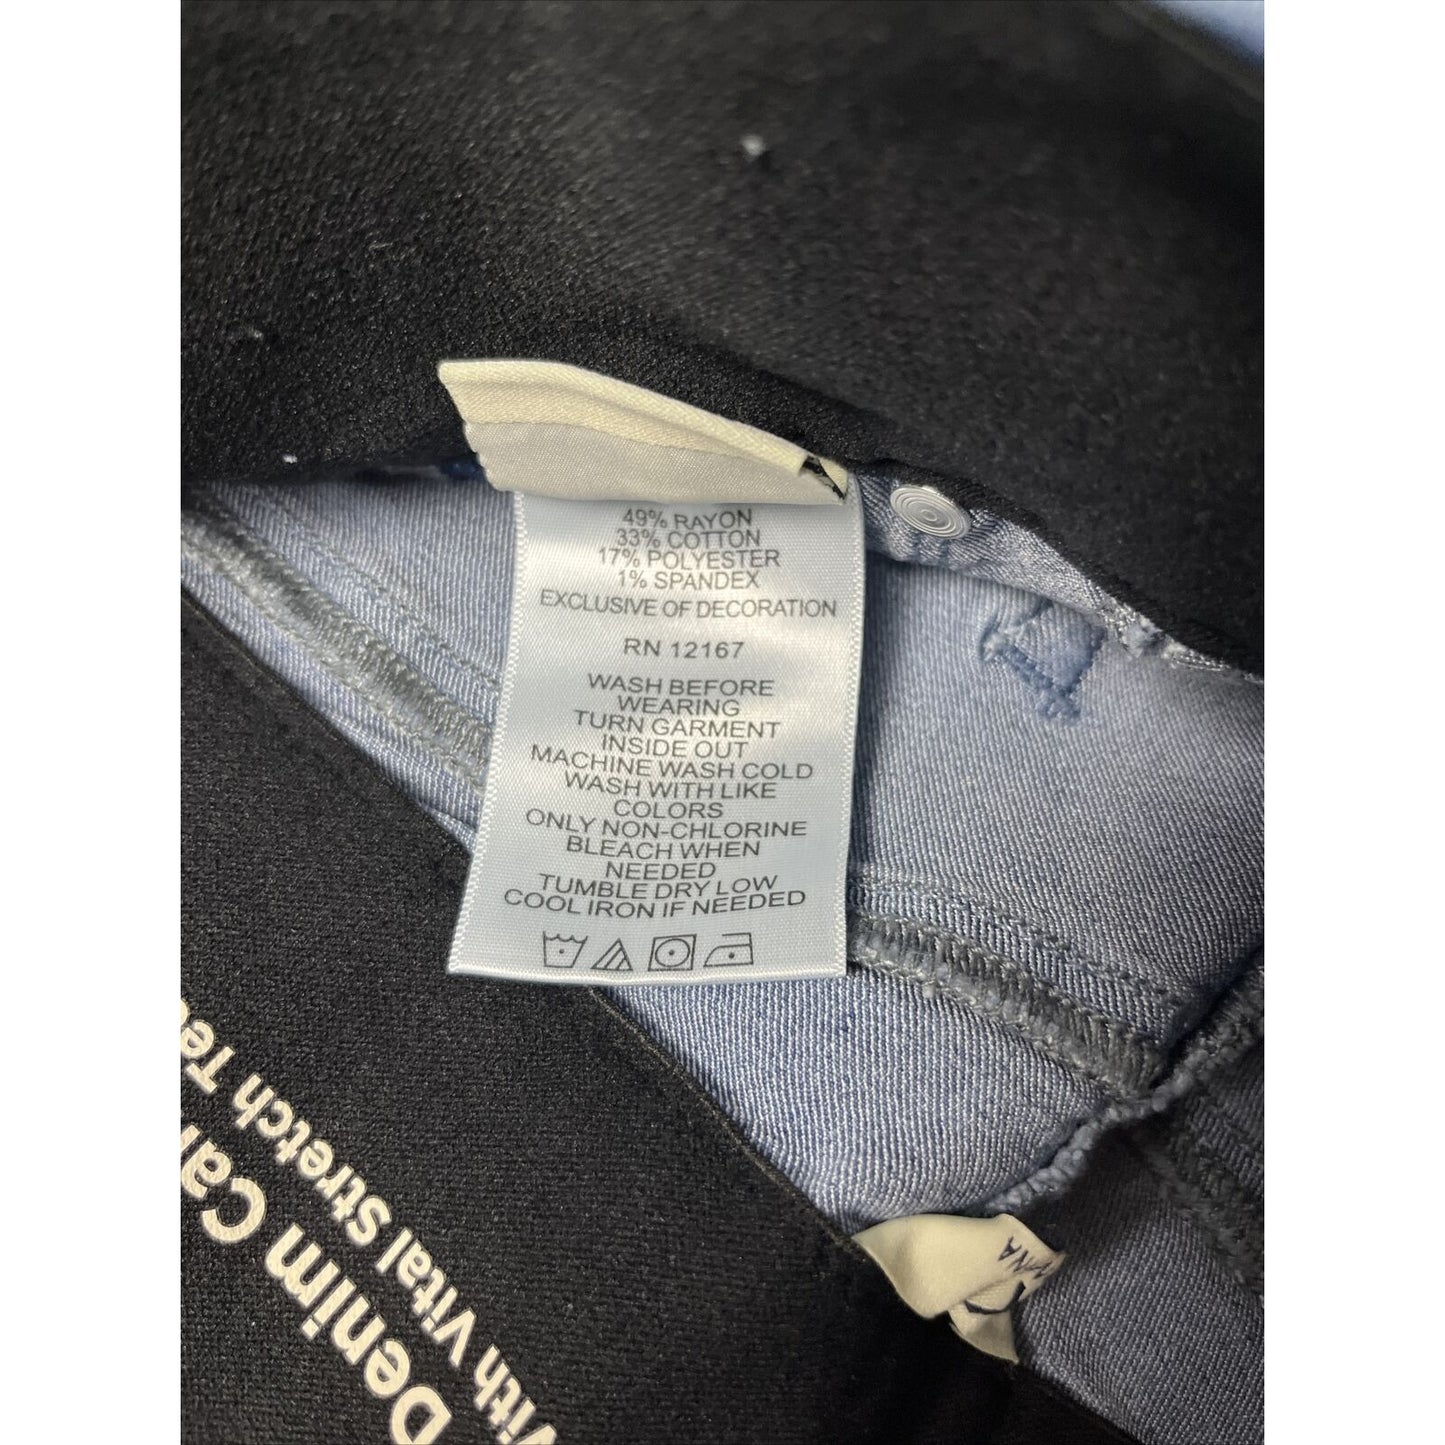 49% RAYON
33% COTTON
17% POLYESTER
1% SPANDEX
EXCLUSIVE OF DECORATION
RN 12167
WASH BEFORE
WEARING
TURN GARMENT
INSIDE OUT
MACHINE WASH COLD
WASH WITH LIKE
COLORS
ONLY NON-CHLORINE
BLEACH WHEN
NEEDED
TUMBLE DRY LOW
COOL IRON IF NEEDED
Denim
With Vital Stretch